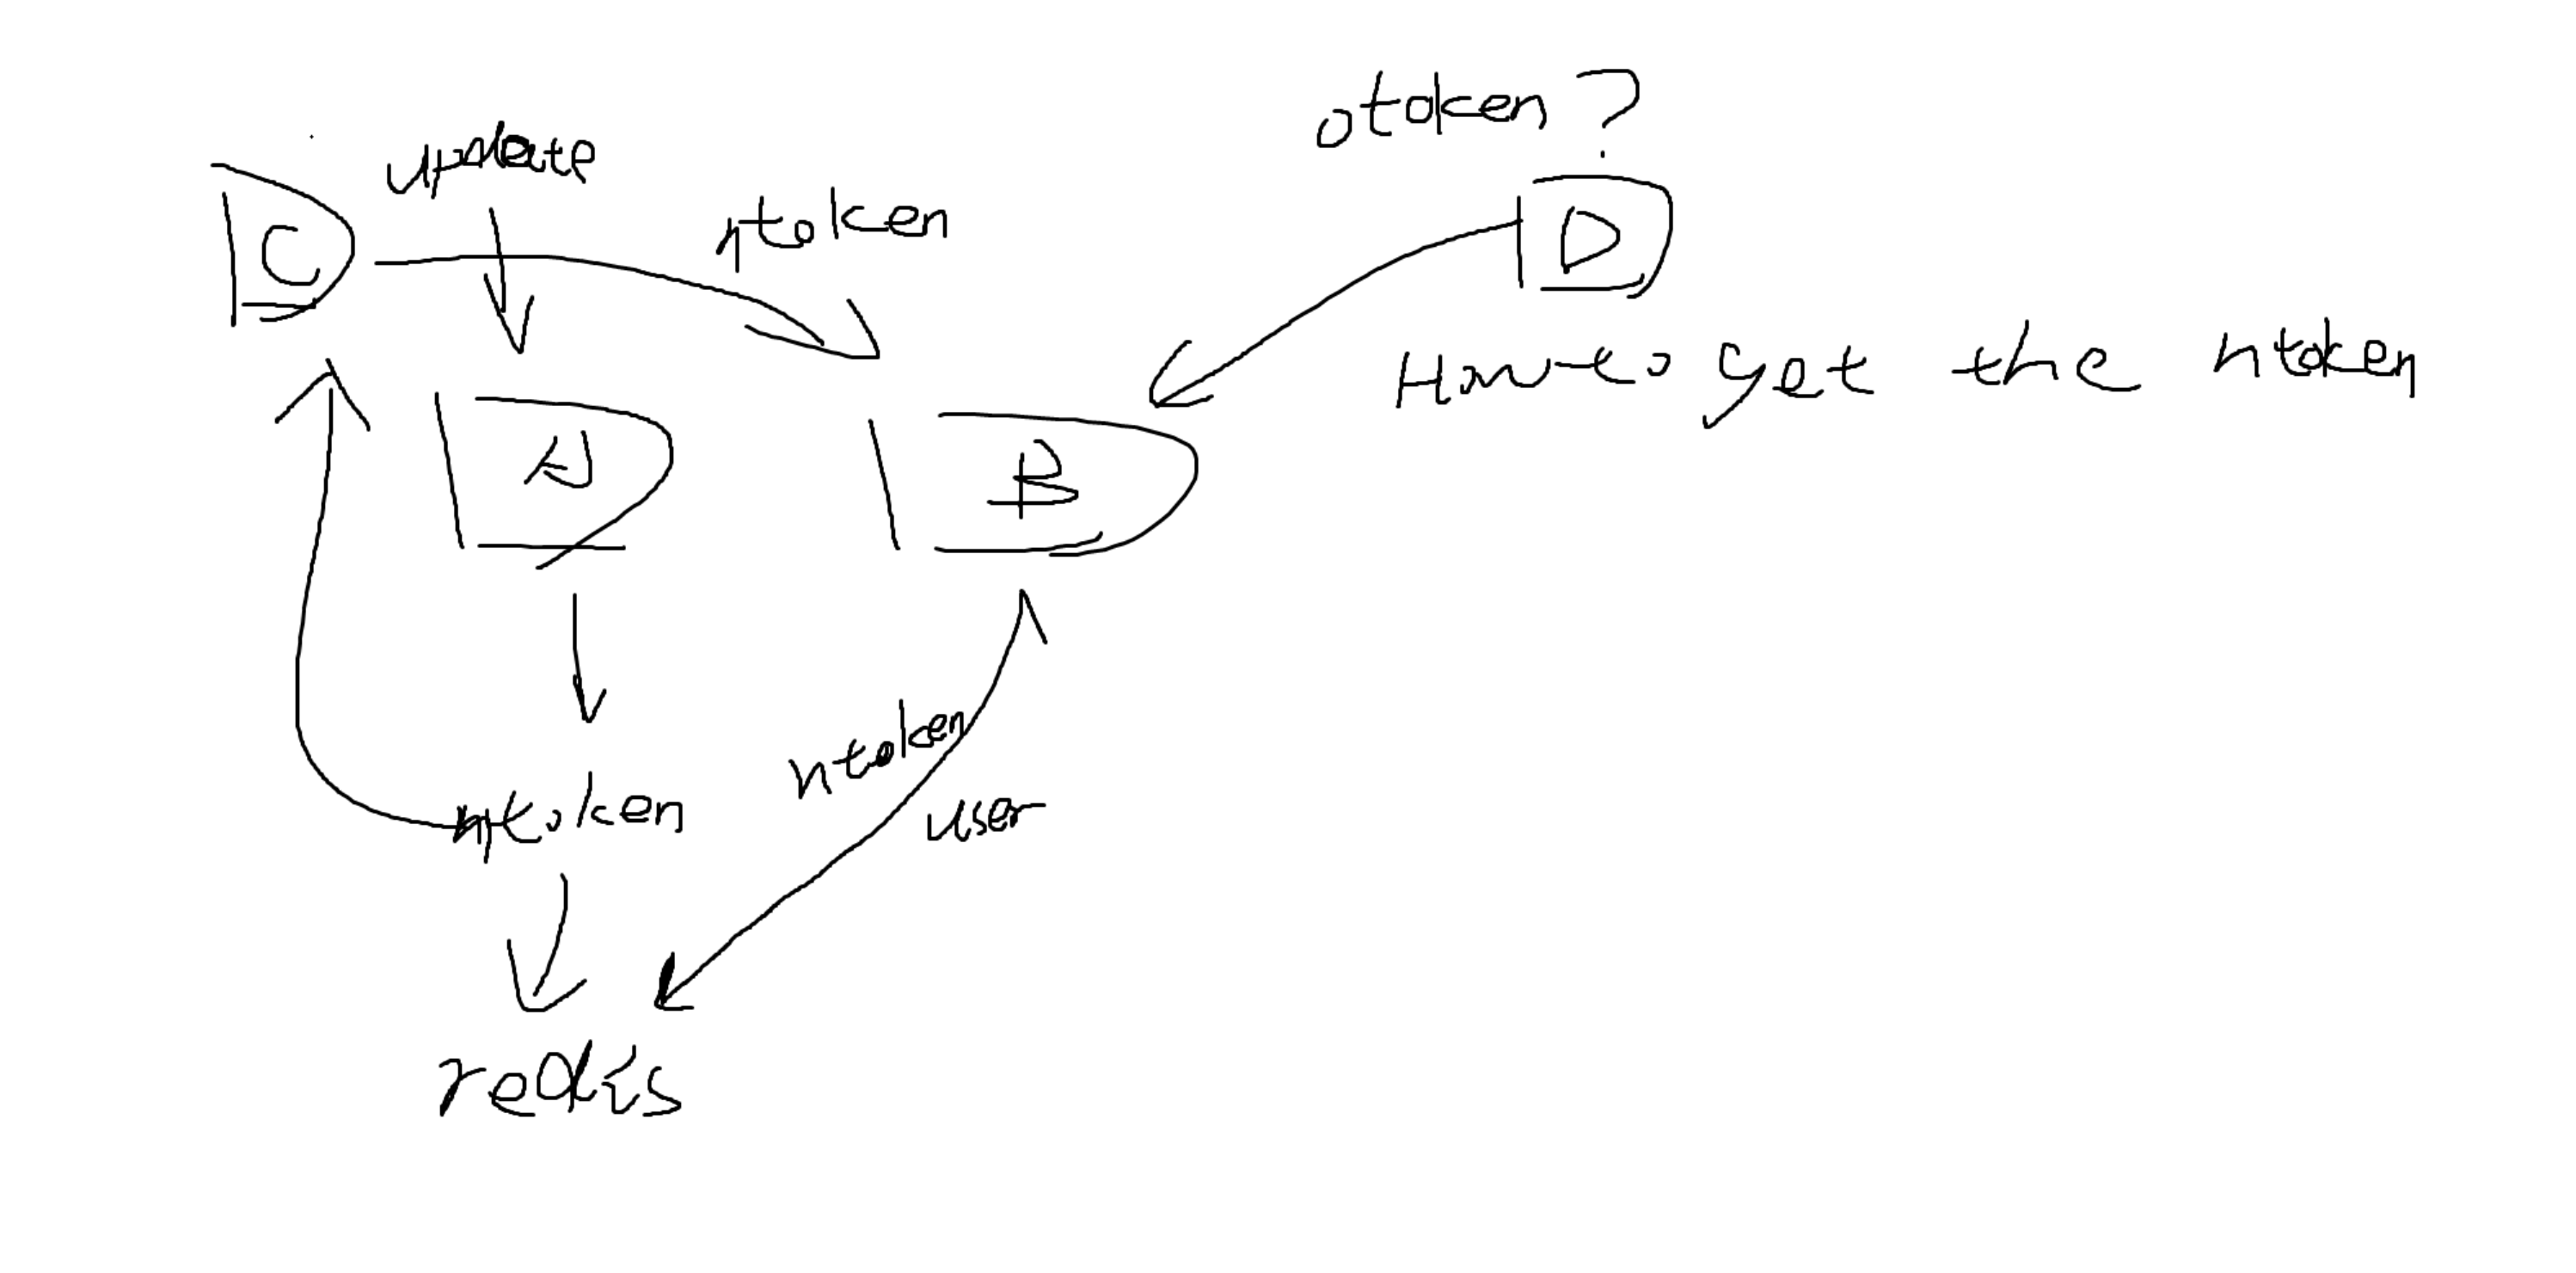 otoken?
update
ntoken
C
D
How to get the ntoken
A
B
ntoken
user
ntoken
redis